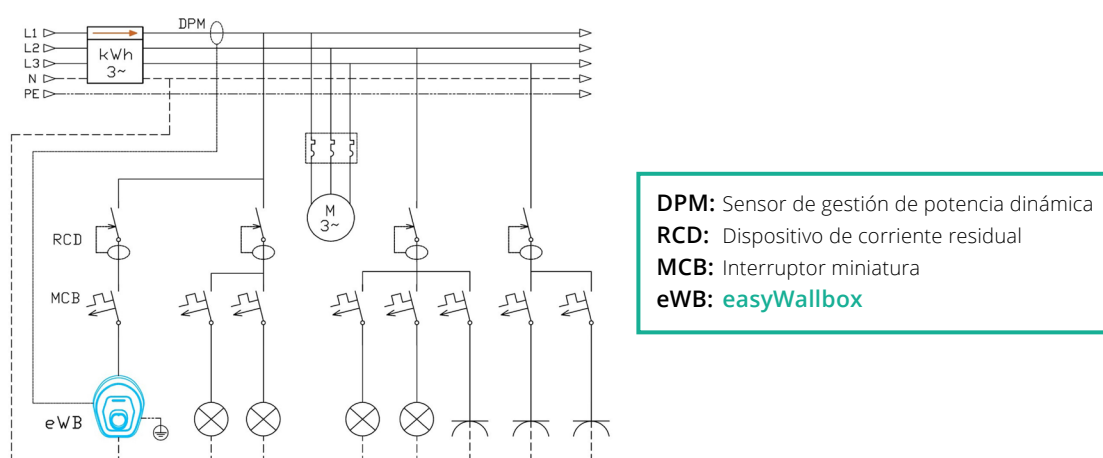 DPM
L1
L2
L3
N
PE
kWh
3~
M
3~
RCD
MCB
eWB
DPM: Sensor de gestión de potencia dinámica
RCD: Dispositivo de corriente residual
MCB: Interruptor miniatura
eWB: easyWallbox